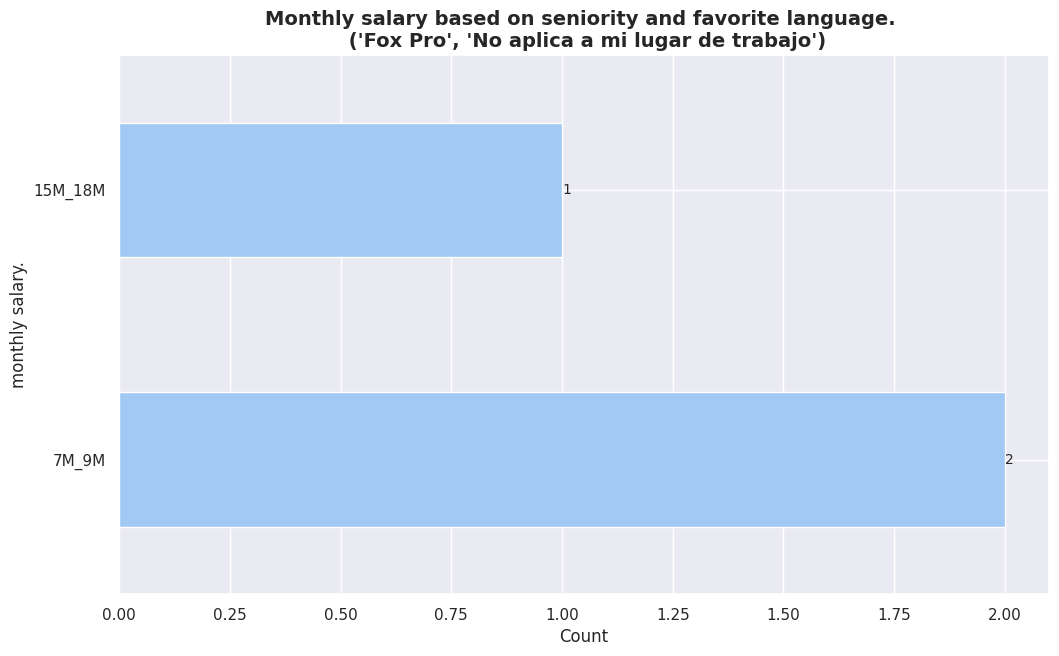 Monthly salary based on seniority and favorite language.
('Fox Pro', 'No aplica a mi lugar de trabajo')
monthly salary.
15M_18M
1
7M_9M
2
0.00 0.25 0.50 0.75 1.00 1.25 1.50 1.75 2.00
Count